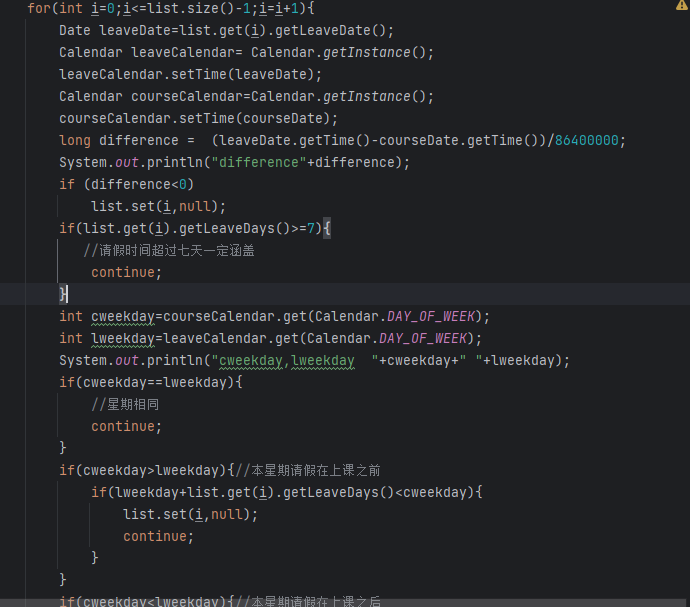 for(int i=0;i<=list.size()-1;i=i+1){
Date leaveDate=list.get(i).getLeaveDate();
Calendar leaveCalendar= Calendar.getInstance();
leaveCalendar.setTime(leaveDate);
Calendar courseCalendar=Calendar.getInstance();
courseCalendar.setTime(courseDate);
long difference =  (leaveDate.getTime()-courseDate.getTime())/86400000;
System.out.println("difference"+difference);
if (difference<0)
list.set(i,null);
if(list.get(i).getLeaveDays()>=7){
//请假时间超过七天一定涵盖
continue;
}
int cweekday=courseCalendar.get(Calendar.DAY_OF_WEEK);
int lweekday=leaveCalendar.get(Calendar.DAY_OF_WEEK);
System.out.println("cweekday,lweekday  "+cweekday+" "+lweekday);
if(cweekday==lweekday){
//星期相同
continue;
}
if(cweekday>lweekday){//本星期请假在上课之前
if(lweekday+list.get(i).getLeaveDays()<cweekday){
list.set(i,null);
continue;
}
}
if(cweekday<lweekday){//本星期请假在上课之后